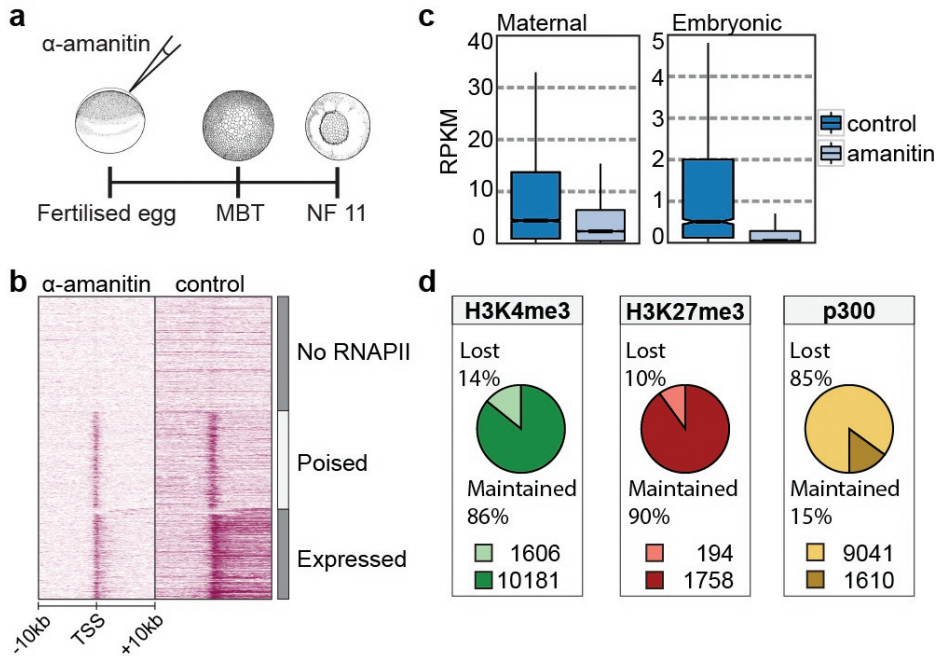 a
α-amanitin
Fertilised egg MBT NF 11
b
α-amanitin control
No RNAPII
Poised
Expressed
-10kb TSS +10kb
c
Maternal Embryonic
RPKM
40
30
20
10
0
5
4
3
2
1
0
control
amanitin
d
H3K4me3
Lost
14%
Maintained
86%
1606
10181
H3K27me3
Lost
10%
Maintained
90%
194
1758
p300
Lost
85%
Maintained
15%
9041
1610